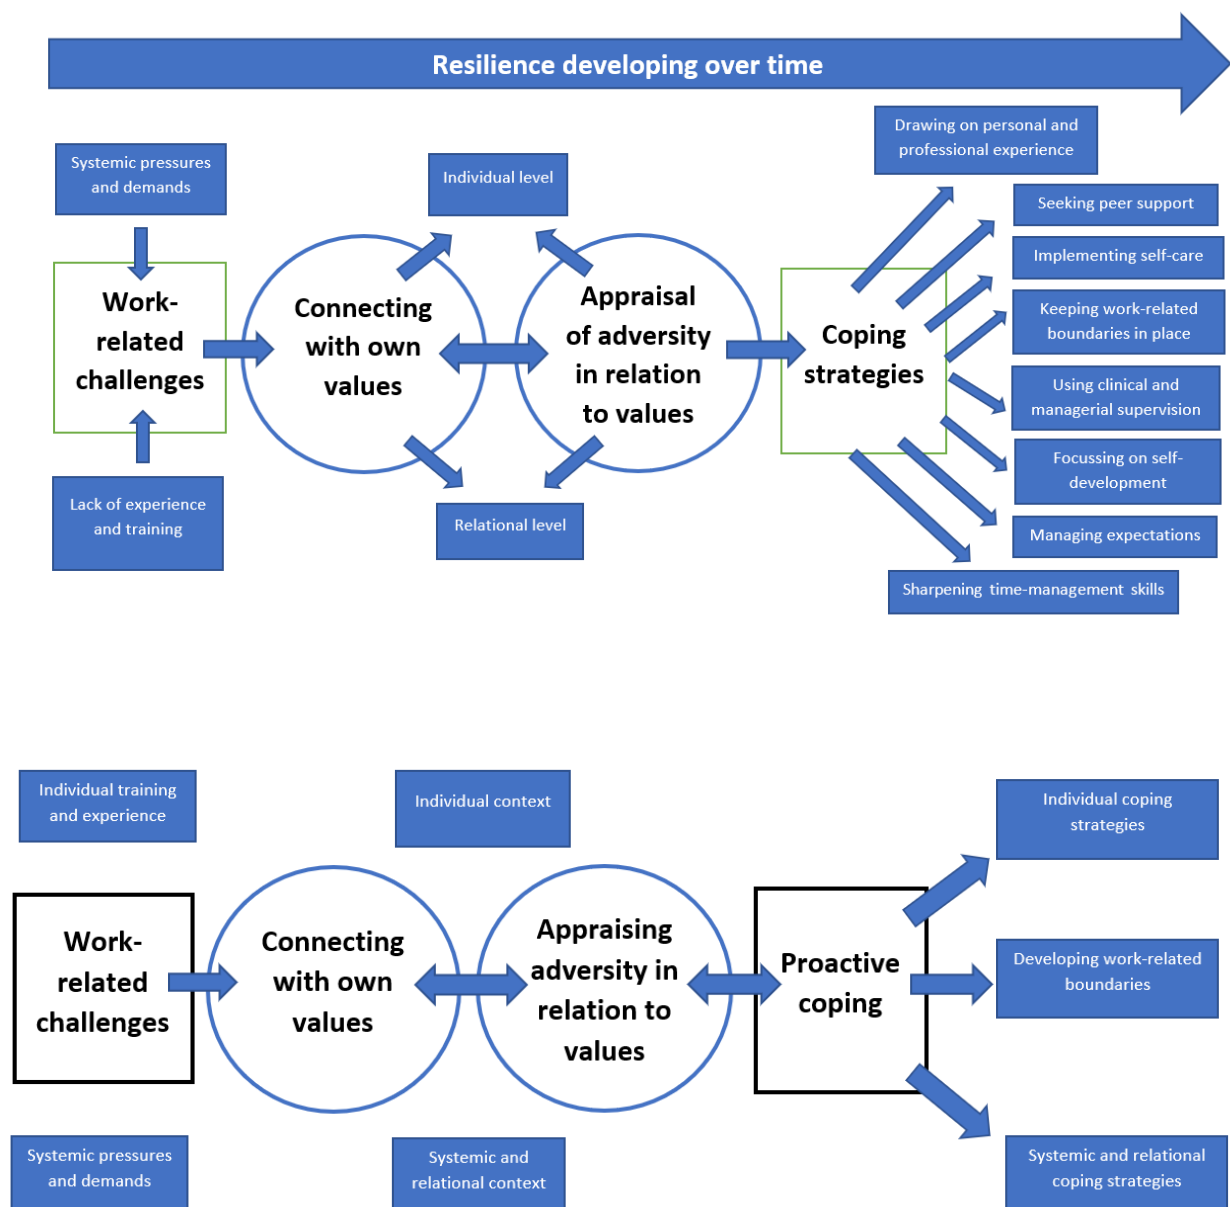 Resilience developing over time
Drawing on personal and
professional experience
Systemic pressures
and demands
Individual level
Seeking peer support
Implementing self-care
Work-
related
challenges
Connecting
with own
values
Appraisal
of adversity
in relation
to values
Coping
strategies
Keeping work-related
boundaries in place
Using clinical and
managerial supervision
Focussing on self-
development
Lack of experience
and training
Relational level
Managing expectations
Sharpening time-management skills
Individual training
and experience
Individual context
Individual coping
strategies
Work-
related
challenges
Connecting
with own
values
Appraising
adversity in
relation to
values
Proactive
coping
Developing work-related
boundaries
Systemic pressures
and demands
Systemic and
relational context
Systemic and relational
coping strategies